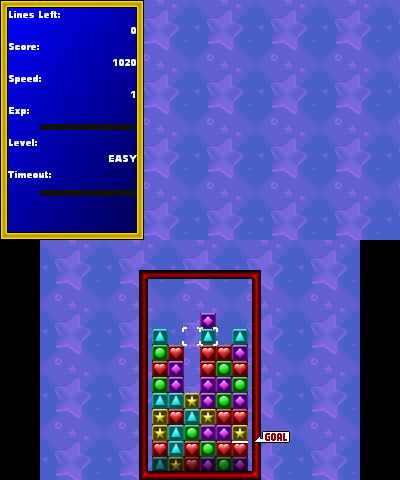 Lines Left:
0
Score:
1020
Speed:
1
Exp:
Level:
EASY
Timeout:
GOAL